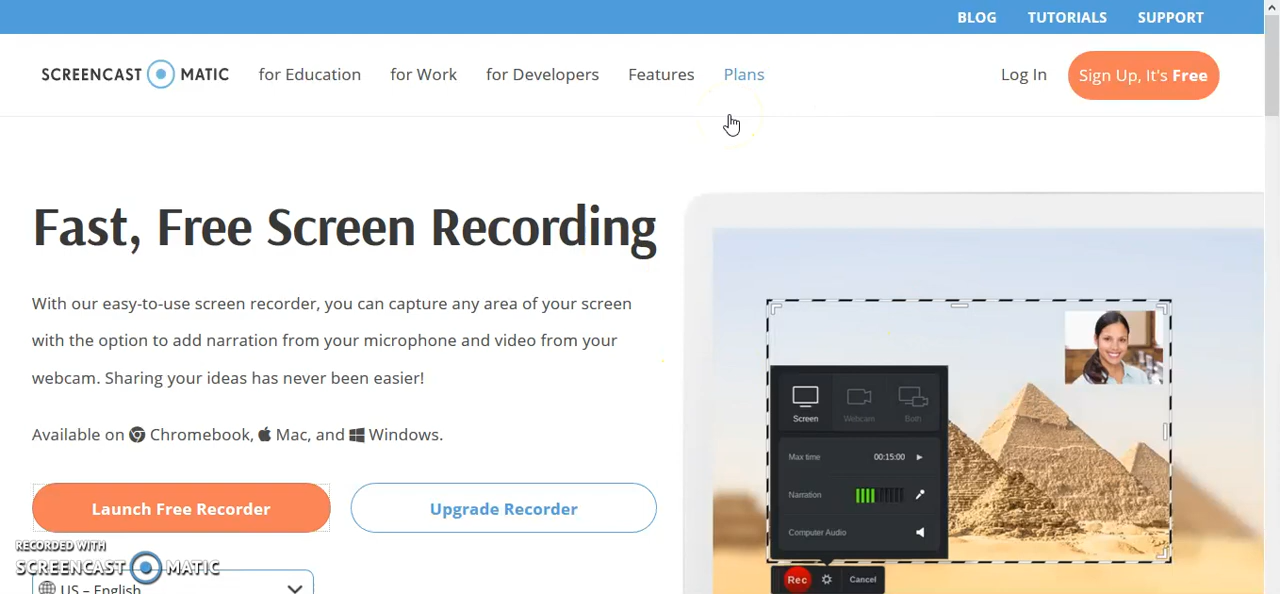 BLOG TUTORIALS SUPPORT
SCREENCAST MATIC for Education for Work for Developers Features Plans Log In Sign Up, It's Free
Fast, Free Screen Recording
With our easy-to-use screen recorder, you can capture any area of your screen
with the option to add narration from your microphone and video from your
webcam. Sharing your ideas has never been easier!
Available on Chromebook, Mac, and Windows.
Launch Free Recorder Upgrade Recorder
Screen Webcam Both
Max time 00:15:00
Narration
Computer Audio
Rec Cancel
RECORDED WITH
SCREENCAST MATIC
US – English